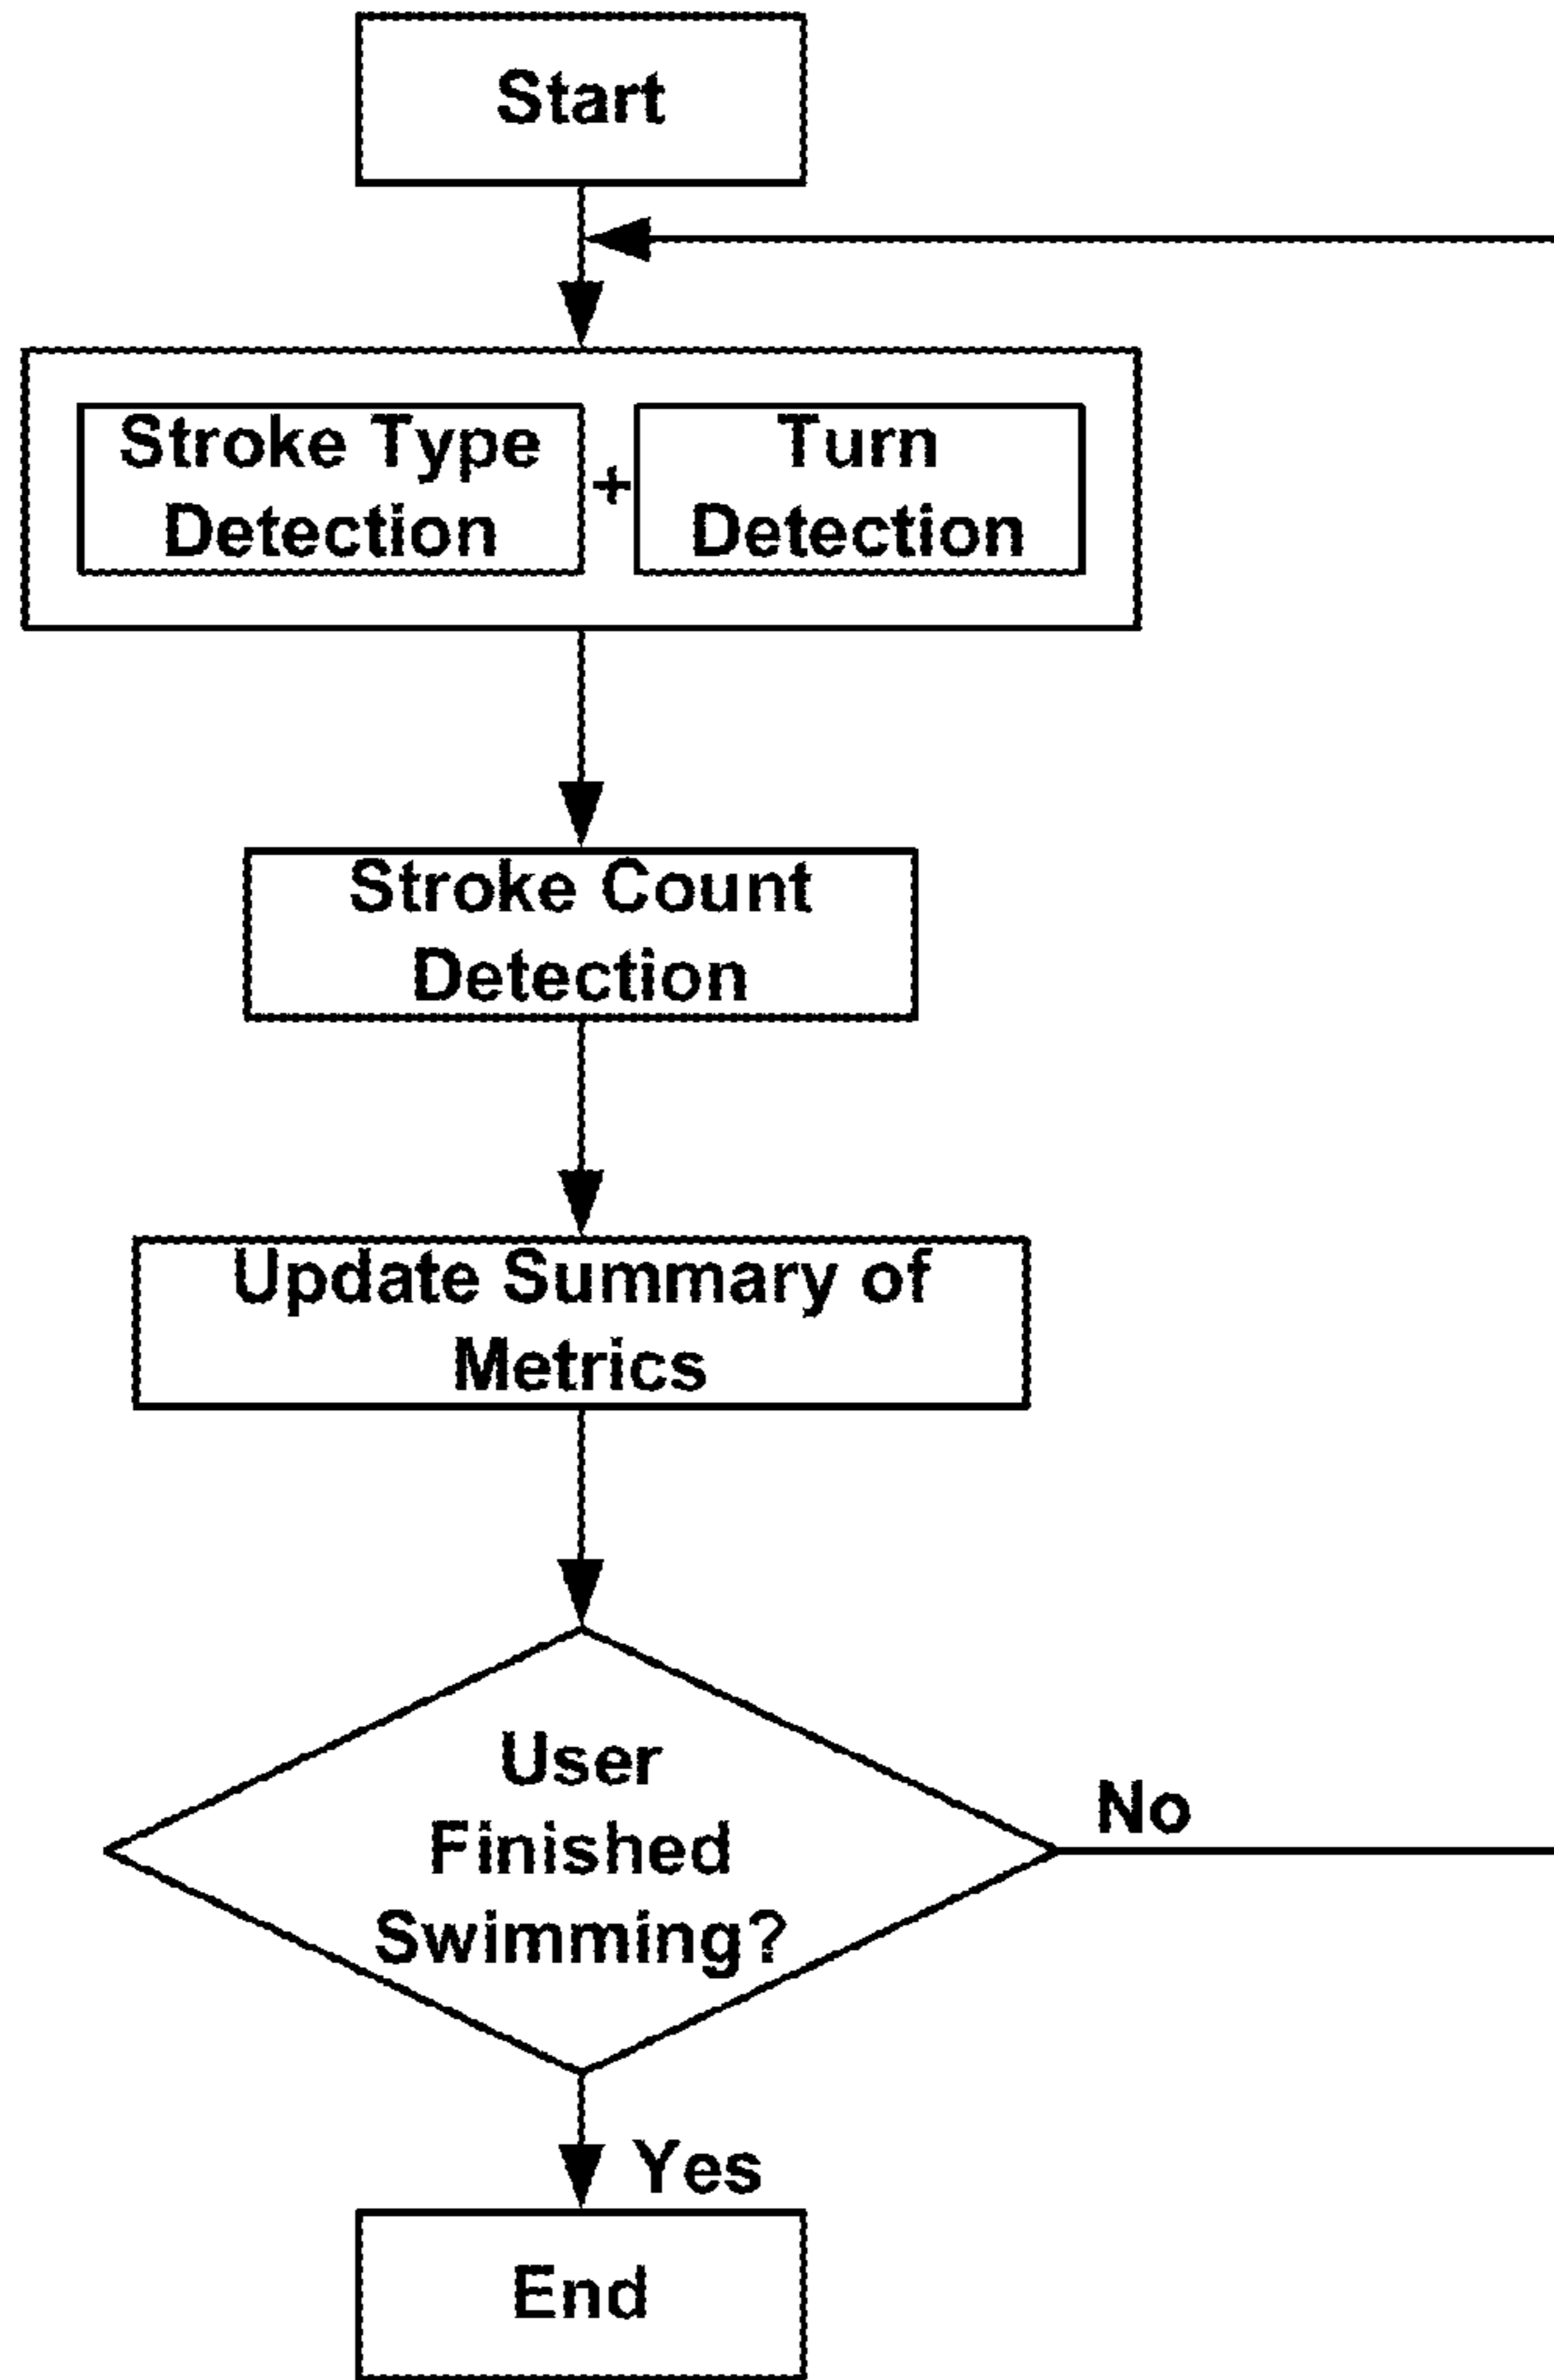 Start
Stroke Type
Detection
+
Turn
Detection
Stroke Count
Detection
Update Summary of
Metrics
User
Finished
Swimming?
No
Yes
End